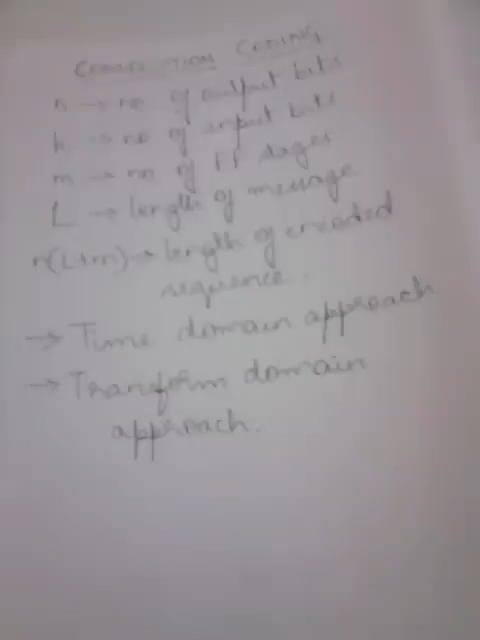 CONVOLUTION CODING
n → no of output bits
k → no of input bits
m → no of FF stages
L → length of message
n(L+m) → length of encoded
sequence.
→ Time domain approach
→ Transform domain
approach.